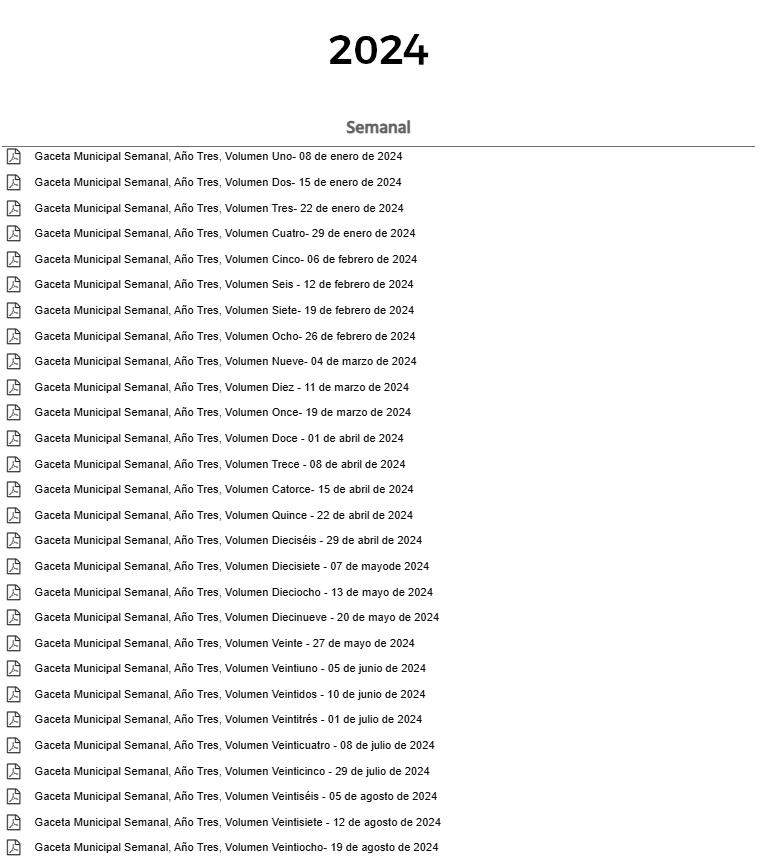 2024
Semanal
Gaceta Municipal Semanal, Año Tres, Volumen Uno- 08 de enero de 2024
Gaceta Municipal Semanal, Año Tres, Volumen Dos- 15 de enero de 2024
Gaceta Municipal Semanal, Año Tres, Volumen Tres- 22 de enero de 2024
Gaceta Municipal Semanal, Año Tres, Volumen Cuatro- 29 de enero de 2024
Gaceta Municipal Semanal, Año Tres, Volumen Cinco- 06 de febrero de 2024
Gaceta Municipal Semanal, Año Tres, Volumen Seis - 12 de febrero de 2024
Gaceta Municipal Semanal, Año Tres, Volumen Siete- 19 de febrero de 2024
Gaceta Municipal Semanal, Año Tres, Volumen Ocho- 26 de febrero de 2024
Gaceta Municipal Semanal, Año Tres, Volumen Nueve- 04 de marzo de 2024
Gaceta Municipal Semanal, Año Tres, Volumen Diez - 11 de marzo de 2024
Gaceta Municipal Semanal, Año Tres, Volumen Once- 19 de marzo de 2024
Gaceta Municipal Semanal, Año Tres, Volumen Doce - 01 de abril de 2024
Gaceta Municipal Semanal, Año Tres, Volumen Trece - 08 de abril de 2024
Gaceta Municipal Semanal, Año Tres, Volumen Catorce- 15 de abril de 2024
Gaceta Municipal Semanal, Año Tres, Volumen Quince - 22 de abril de 2024
Gaceta Municipal Semanal, Año Tres, Volumen Dieciséis - 29 de abril de 2024
Gaceta Municipal Semanal, Año Tres, Volumen Diecisiete - 07 de mayode 2024
Gaceta Municipal Semanal, Año Tres, Volumen Dieciocho - 13 de mayo de 2024
Gaceta Municipal Semanal, Año Tres, Volumen Diecinueve - 20 de mayo de 2024
Gaceta Municipal Semanal, Año Tres, Volumen Veinte - 27 de mayo de 2024
Gaceta Municipal Semanal, Año Tres, Volumen Veintiuno - 05 de junio de 2024
Gaceta Municipal Semanal, Año Tres, Volumen Veintidos - 10 de junio de 2024
Gaceta Municipal Semanal, Año Tres, Volumen Veintitrés - 01 de julio de 2024
Gaceta Municipal Semanal, Año Tres, Volumen Veinticuatro - 08 de julio de 2024
Gaceta Municipal Semanal, Año Tres, Volumen Veinticinco - 29 de julio de 2024
Gaceta Municipal Semanal, Año Tres, Volumen Veintiséis - 05 de agosto de 2024
Gaceta Municipal Semanal, Año Tres, Volumen Veintisiete - 12 de agosto de 2024
Gaceta Municipal Semanal, Año Tres, Volumen Veintiocho- 19 de agosto de 2024